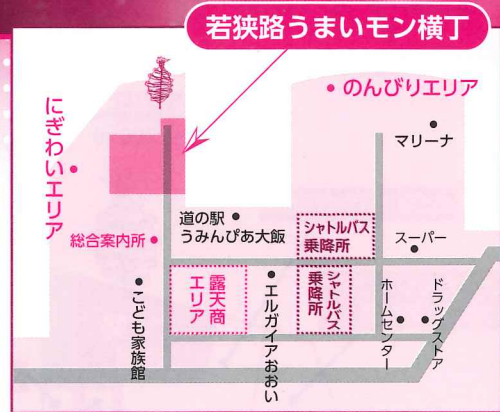 若狭路うまいモン横丁
にぎわいエリア
のんびりエリア
マリーナ
道の駅
うみんぴあ大飯
シャトルバス
乗降所
スーパー
総合案内所
こども家族館
露天商
エリア
エルガイアおおい
シャトルバス
乗降所
ホームセンター
ドラッグストア